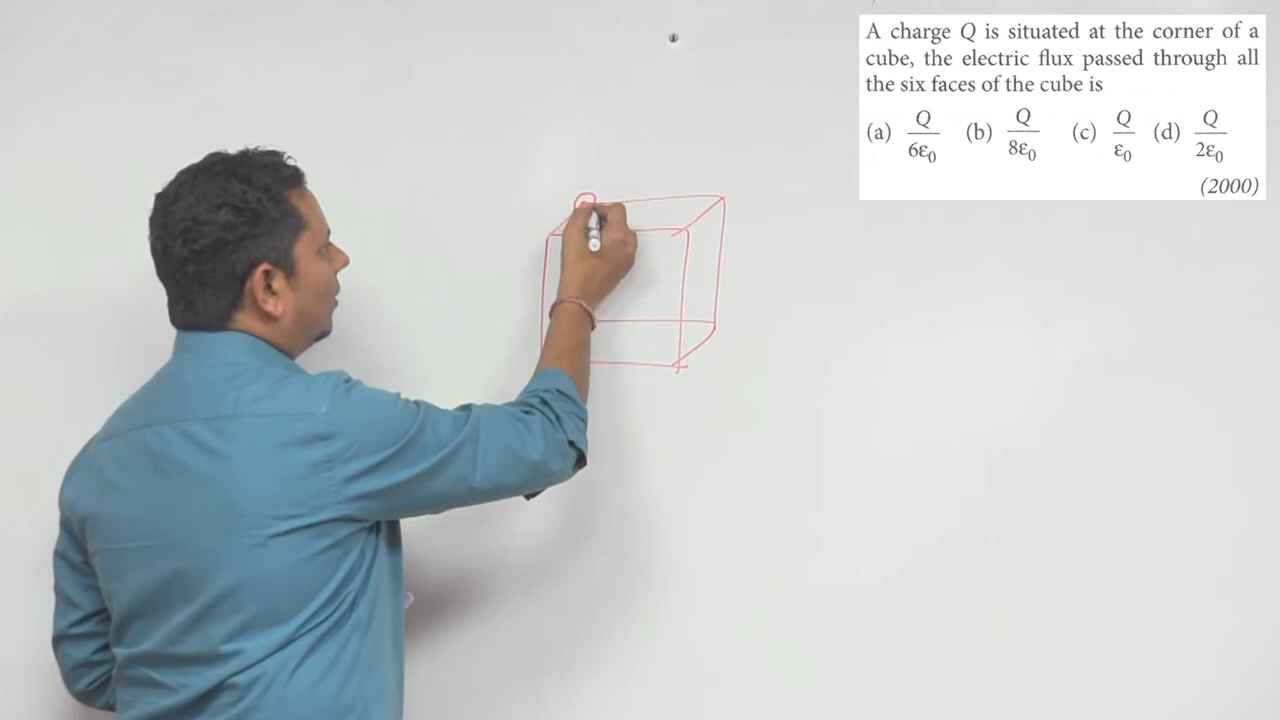 A charge Q is situated at the corner of a
cube, the electric flux passed through all
the six faces of the cube is
(a) Q/6ε₀ (b) Q/8ε₀ (c) Q/ε₀ (d) Q/2ε₀
(2000)